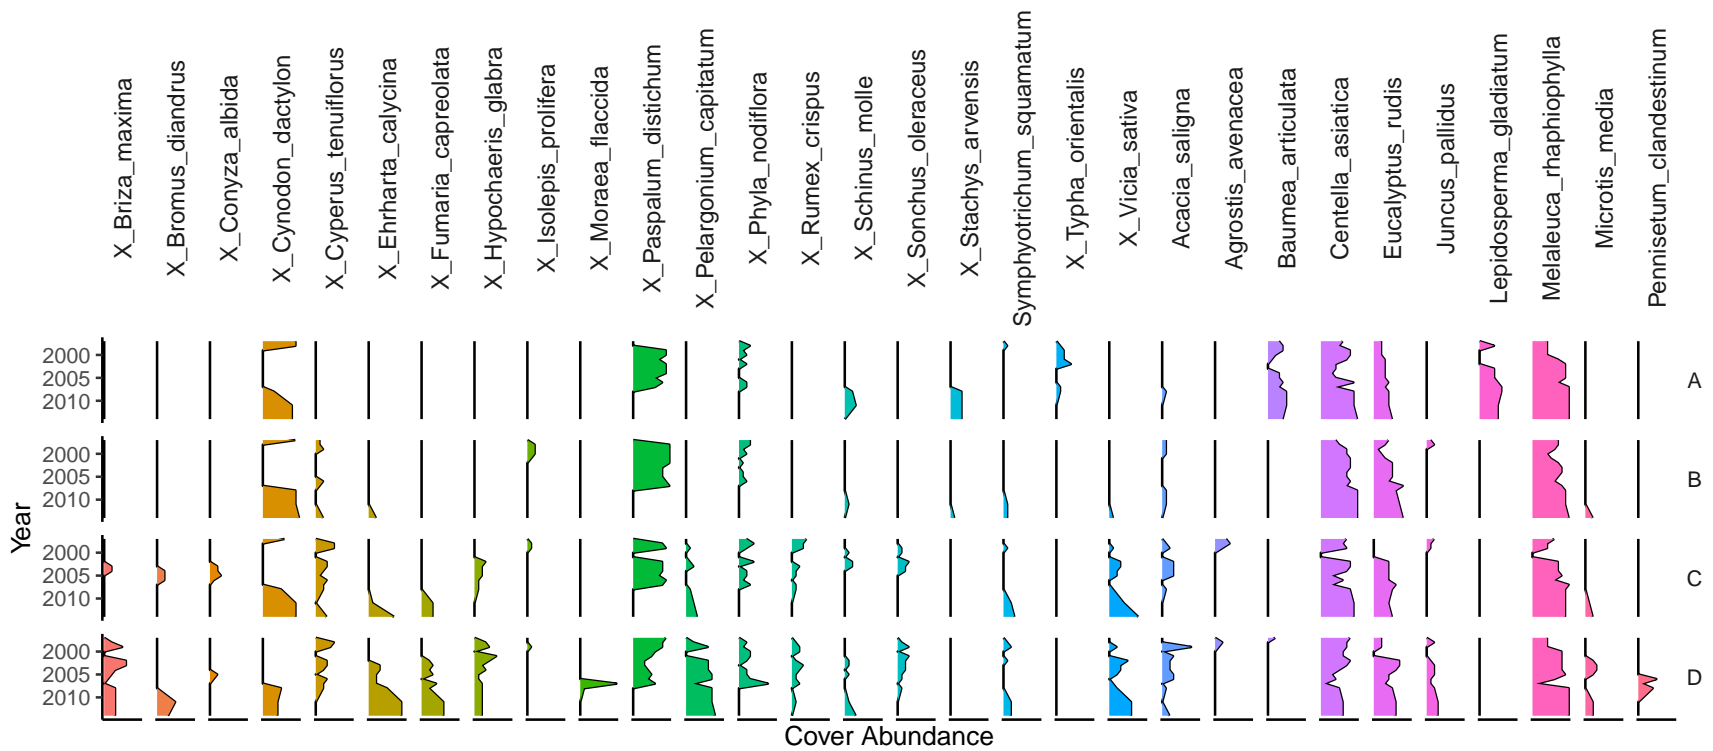 X_Briza_maxima
X_Bromus_diandrus
X_Conyza_albida
X_Cynodon_dactylon
X_Cyperus_tenuiflorus
X_Ehrharta_calycina
X_Fumaria_capreolata
X_Hypochaeris_glabra
X_Isolepis_prolifera
X_Moraea_flaccida
X_Paspalum_distichum
X_Pelargonium_capitatum
X_Phyla_nodiflora
X_Rumex_crispus
X_Schinus_molle
X_Sonchus_oleraceus
X_Stachys_arvensis
Symphyotrichum_squamatum
X_Typha_orientalis
X_Vicia_sativa
Acacia_saligna
Agrostis_avenacea
Baumea_articulata
Centella_asiatica
Eucalyptus_rudis
Juncus_pallidus
Lepidosperma_gladiatum
Melaleuca_rhaphiophylla
Microtis_media
Pennisetum_clandestinum
2000
2005
2010
A
2000
2005
2010
B
2000
2005
2010
C
2000
2005
2010
D
Year
Cover Abundance